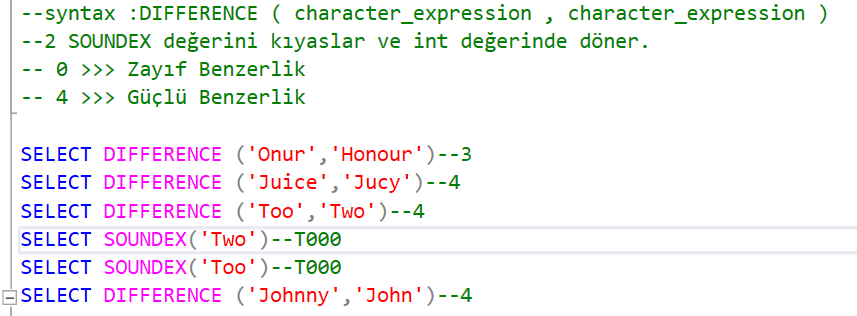 --syntax :DIFFERENCE ( character_expression , character_expression )
--2 SOUNDEX değerini kıyaslar ve int değerinde döner.
-- 0 >>> Zayıf Benzerlik
-- 4 >>> Güçlü Benzerlik
SELECT DIFFERENCE ('Onur','Honour')--3
SELECT DIFFERENCE ('Juice','Jucy')--4
SELECT DIFFERENCE ('Too','Two')--4
SELECT SOUNDEX('Two')--T000
SELECT SOUNDEX('Too')--T000
SELECT DIFFERENCE ('Johnny','John')--4